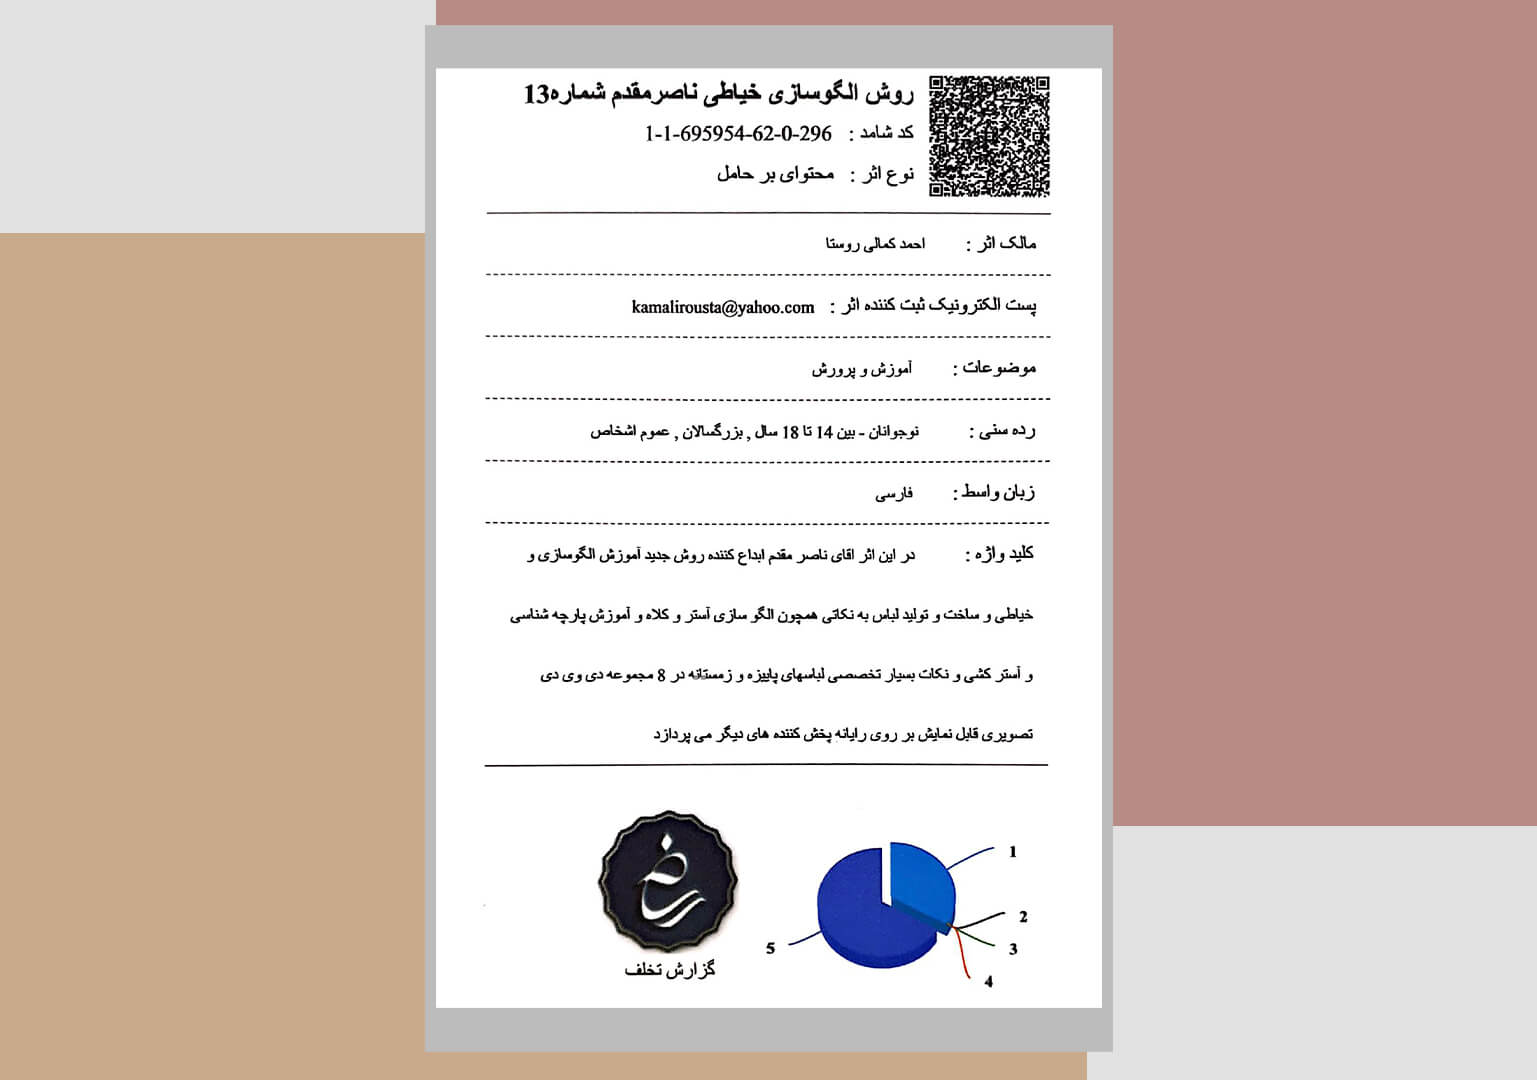 روش الگوسازی خیاطی ناصرمقدم شماره13
کد شامد : 1-1-695954-62-0-296
نوع اثر : محتوای بر حامل
مالک اثر : احمد کمالی روستا
پست الکترونیک ثبت کننده اثر : kamalirousta@yahoo.com
موضوعات : آموزش و پرورش
رده سنی : نوجوانان - بین 14 تا 18 سال , بزرگسالان , عموم اشخاص
زبان واسط : فارسی
کلید واژه : در این اثر اقای ناصر مقدم ابداع کننده روش جدید آموزش الگوسازی و
خیاطی و ساخت و تولید لباس به نکاتی همچون الگو سازی آستر و کلاه و آموزش پارچه شناسی
و آستر کشی و نکات بسیار تخصصی لباسهای پاییزه و زمستانه در 8 مجموعه دی وی دی
تصویری قابل نمایش بر روی رایانه پخش کننده های دیگر می پردازد
1
2
3
4
5
گزارش تخلف